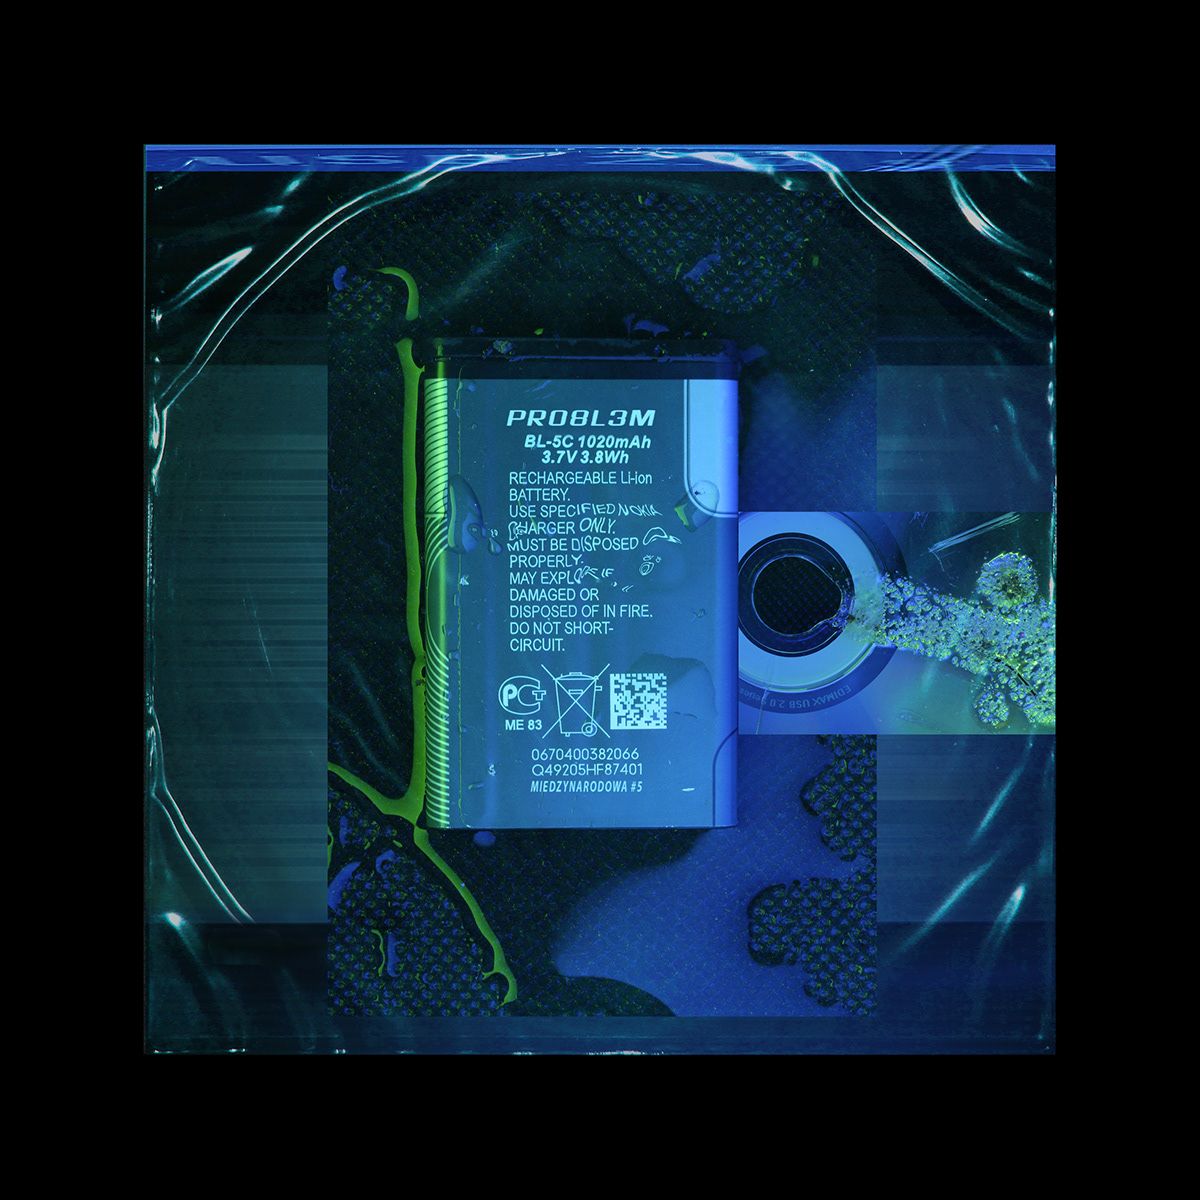 PRO8L3M
BL-5C 1020mAh
3.7V 3.8Wh
RECHARGEABLE Li-ion
BATTERY.
USE SPECIFIED NOKIA
CHARGER ONLY.
MUST BE DISPOSED
PROPERLY.
MAY EXPLODE IF
DAMAGED OR
DISPOSED OF IN FIRE.
DO NOT SHORT-
CIRCUIT.
PCT
ME 83
0670400382066
Q49205HF87401
MIEDZYNARODOWA #5
EDIMAX USB 2.0